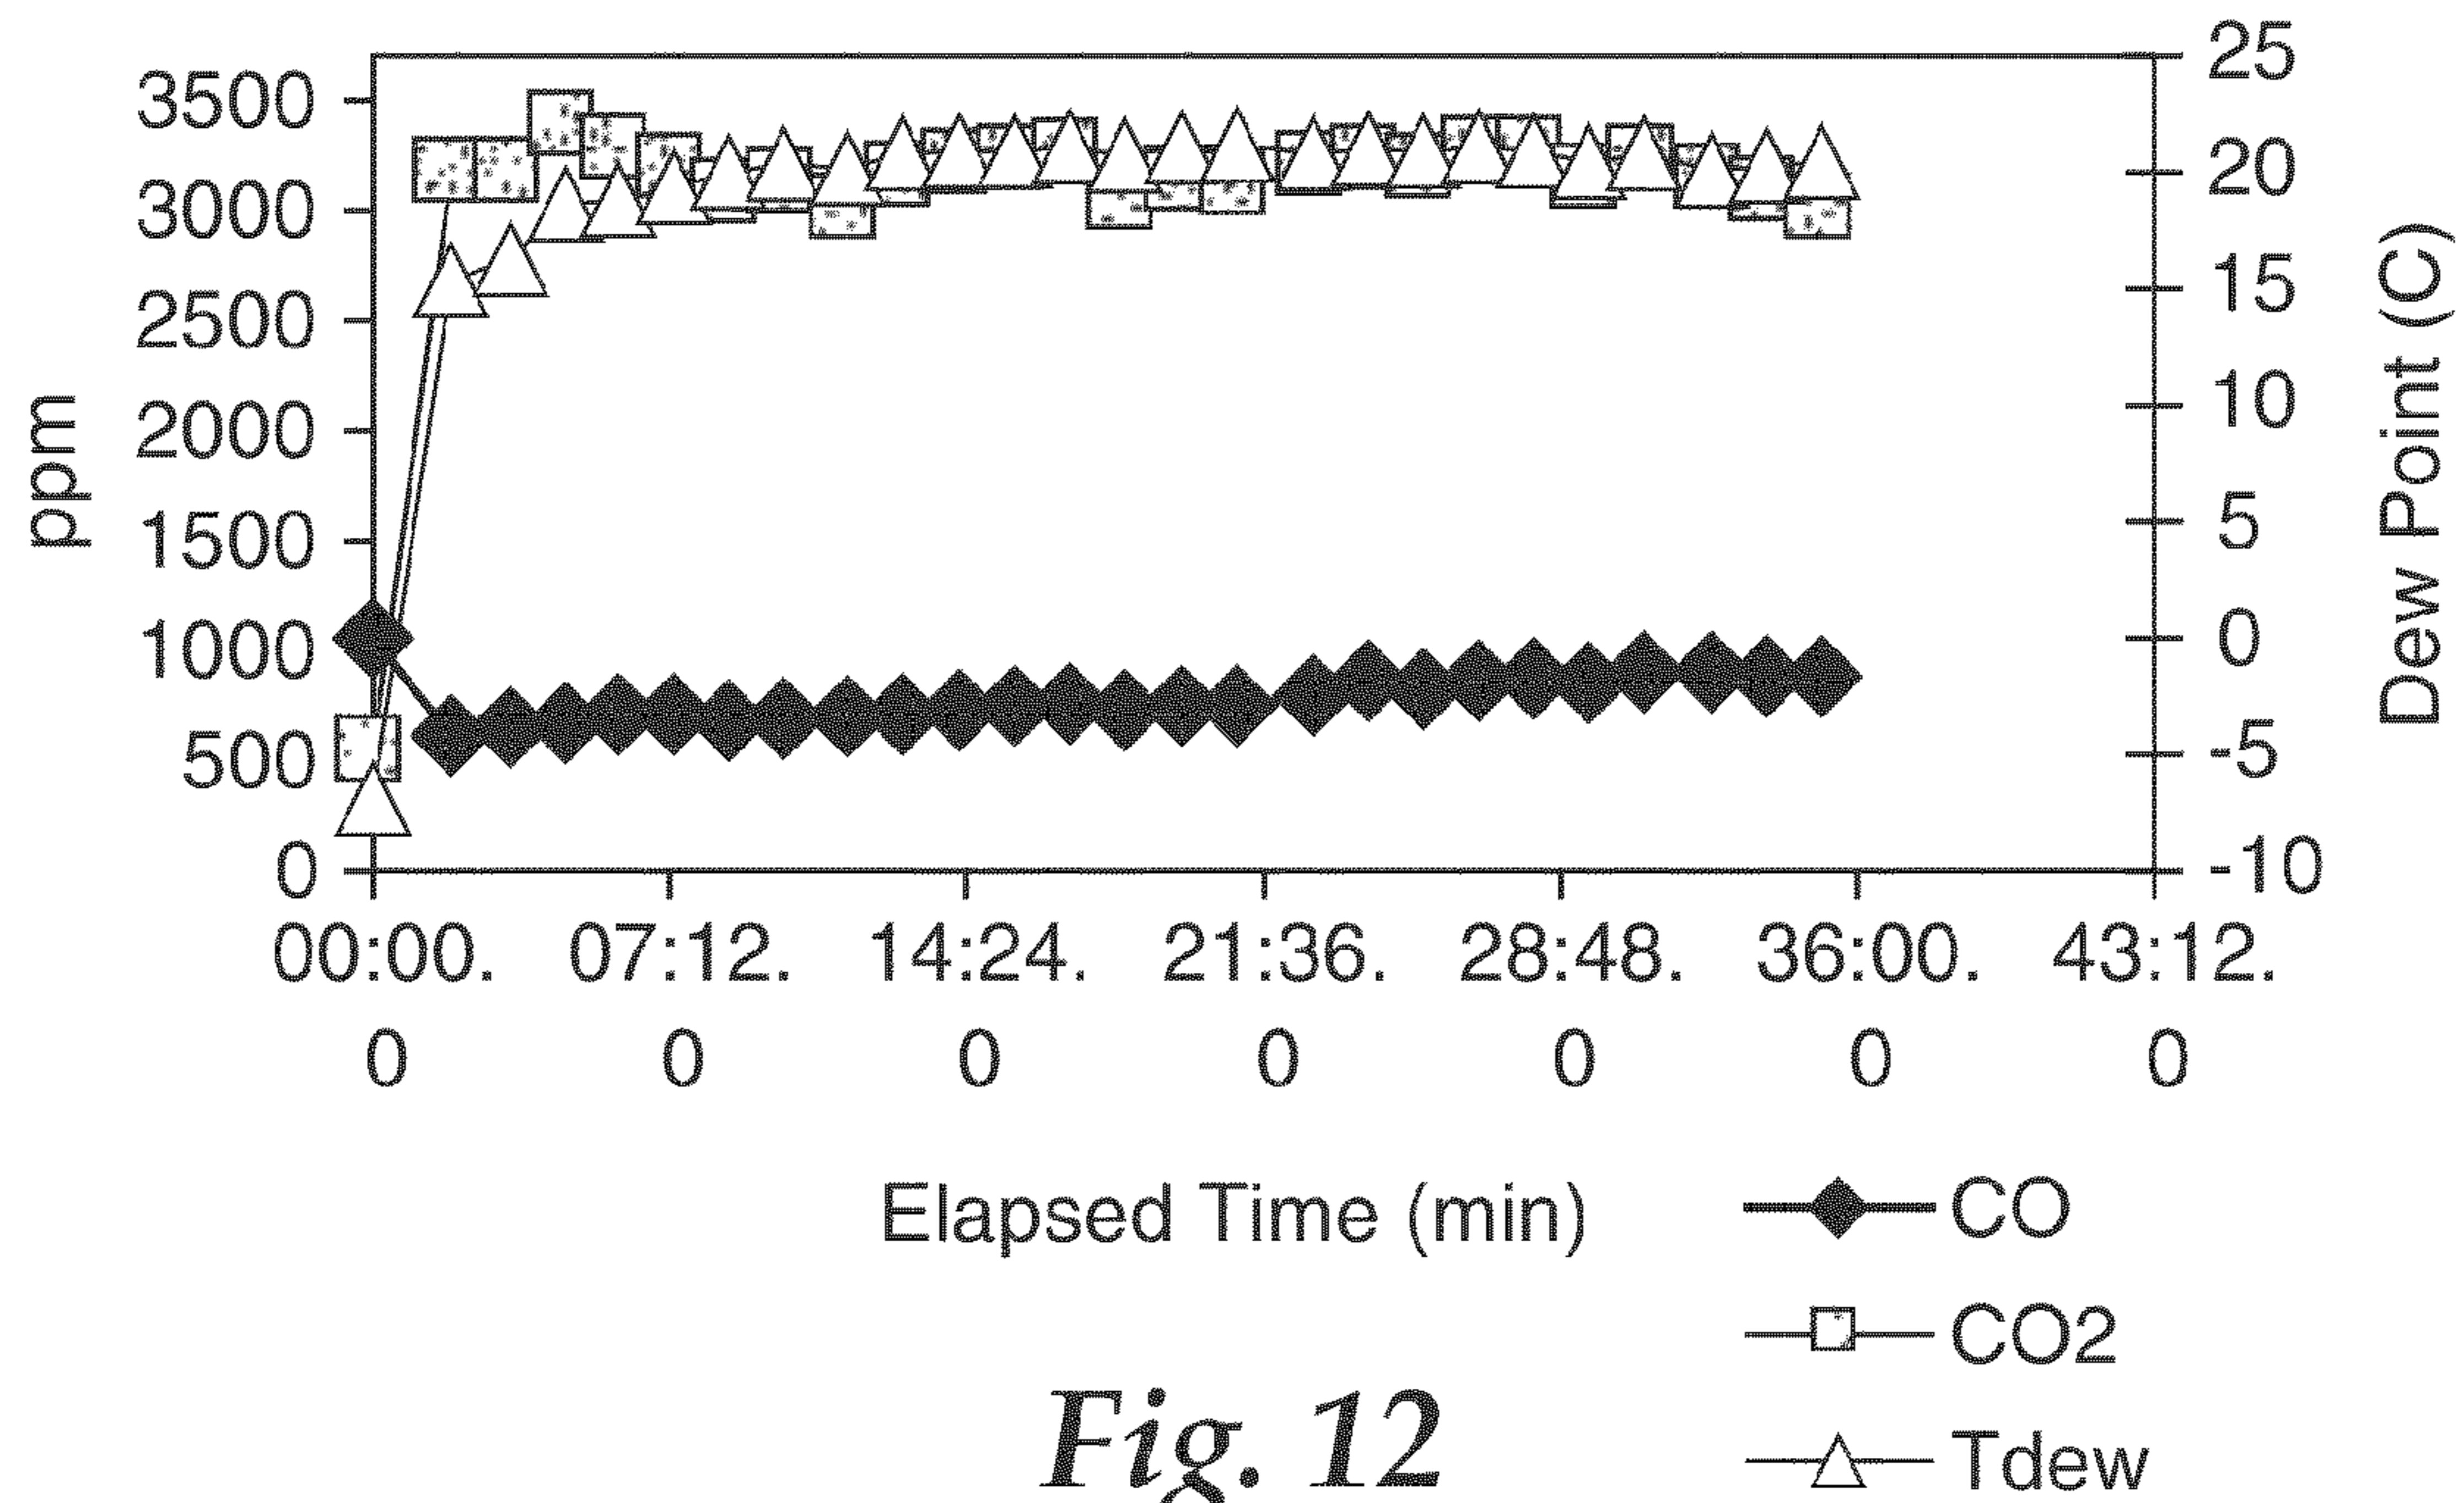 ppm
3500
3000
2500
2000
1500
1000
500
0
25
20
15
10
5
0
-5
-10
Dew Point (C)
00:00. 07:12. 14:24. 21:36. 28:48. 36:00. 43:12.
0 0 0 0 0 0 0
Elapsed Time (min)
CO
CO2
Tdew
Fig. 12